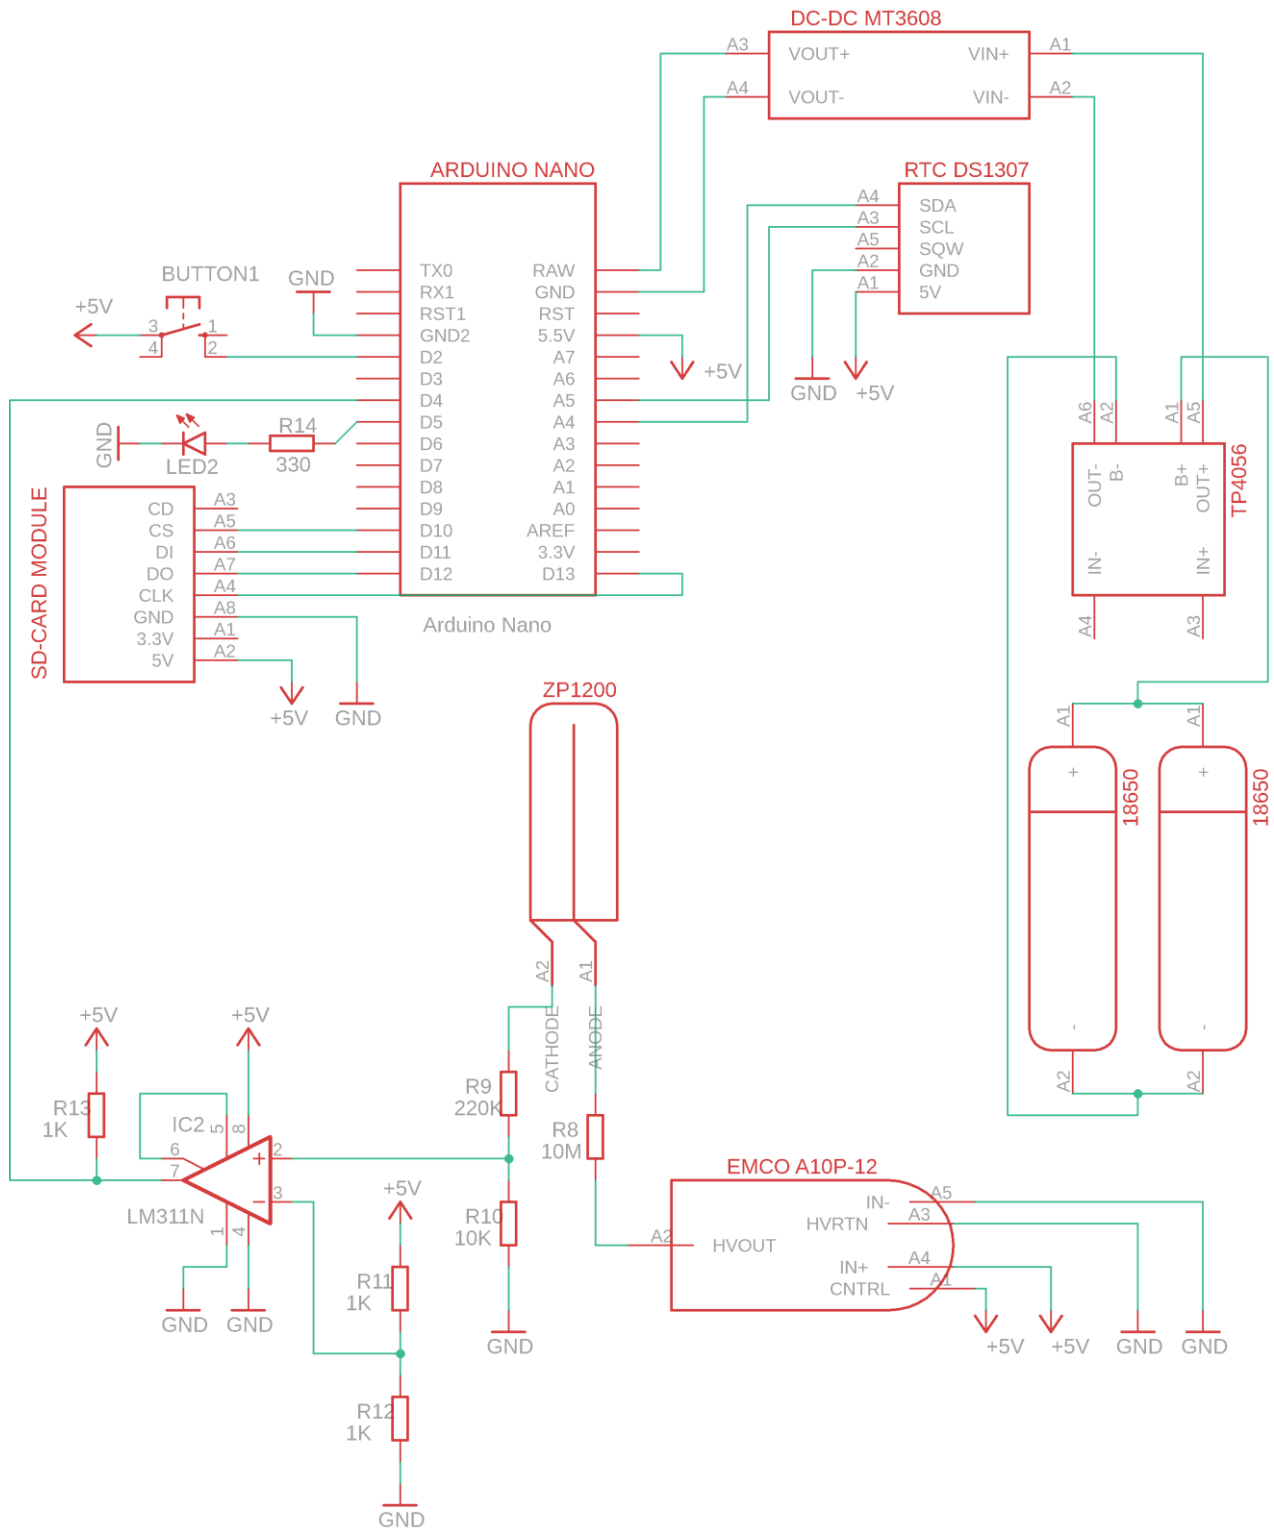 DC-DC MT3608
A3 VOUT+ VIN+ A1
A4 VOUT- VIN- A2
ARDUINO NANO
TX0 RAW
RX1 GND
RST1 RST
GND2 5.5V
D2 A7
D3 A6
D4 A5
D5 A4
D6 A3
D7 A2
D8 A1
D9 A0
D10 AREF
D11 3.3V
D12 D13
Arduino Nano
+5V
RTC DS1307
A4 SDA
A3 SCL
A5 SQW
A2 GND
A1 5V
GND
+5V
BUTTON1
+5V
3 1
4 2
GND
GND
LED2
R14
330
SD-CARD MODULE
CD A3
CS A5
DI A6
DO A7
CLK A4
GND A8
3.3V A1
5V A2
+5V
GND
A6 A2 A1 A5
OUT- B- B+ OUT+
TP4056
IN- IN+
A4 A3
A1 A1
+ +
18650 18650
- -
A2 A2
ZP1200
A2 A1
CATHODE ANODE
R9
220K
R8
10M
R10
10K
GND
+5V
+5V
R13
1K
IC2
5 8
6
7
2
+
3
-
LM311N
1 4
GND GND
+5V
R11
1K
R12
1K
GND
EMCO A10P-12
A2 HVOUT
IN- A5
HVRTN A3
IN+ A4
CNTRL A1
+5V +5V GND GND